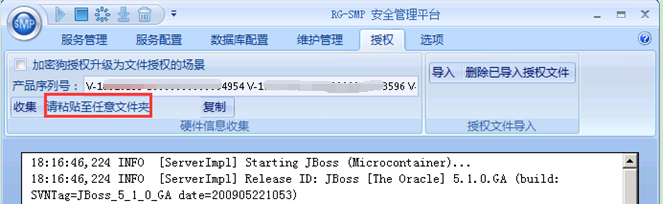 SMP
RG-SMP 安全管理平台
服务管理 服务配置 数据库配置 维护管理 授权 选项
加密狗授权升级为文件授权的场景
产品序列号: 4954 V-1 3596 V-
导入 删除已导入授权文件
收集 请粘贴至任意文件夹 复制
硬件信息收集 授权文件导入
18:16:46,224 INFO [ServerImpl] Starting JBoss (Microcontainer)...
18:16:46,224 INFO [ServerImpl] Release ID: JBoss [The Oracle] 5.1.0.GA (build:
SVNTag=JBoss_5_1_0_GA date=200905221053)